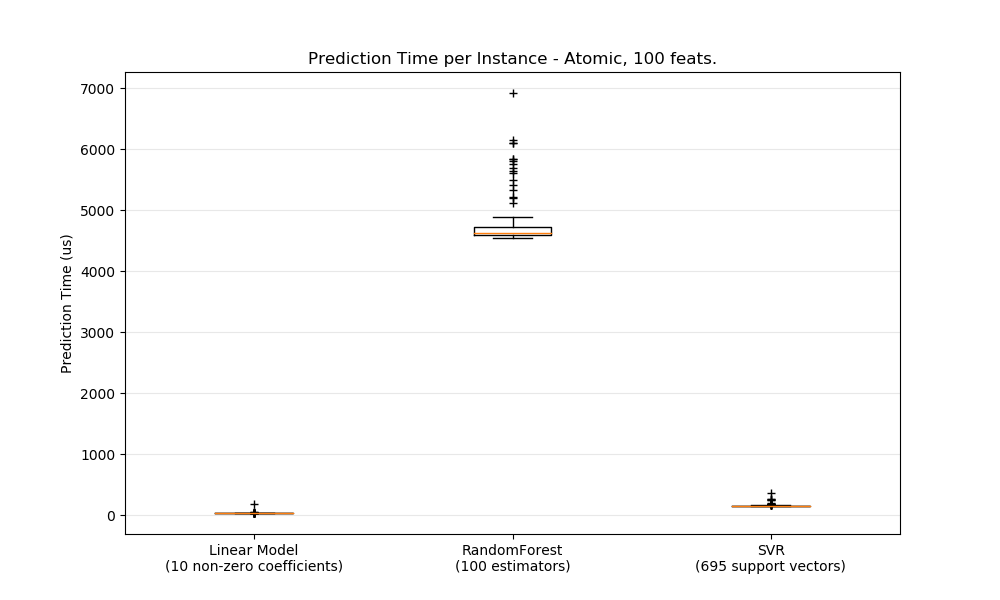 Prediction Time per Instance - Atomic, 100 feats.
7000
6000
5000
4000
3000
2000
1000
0
Prediction Time (us)
Linear Model
(10 non-zero coefficients)
RandomForest
(100 estimators)
SVR
(695 support vectors)